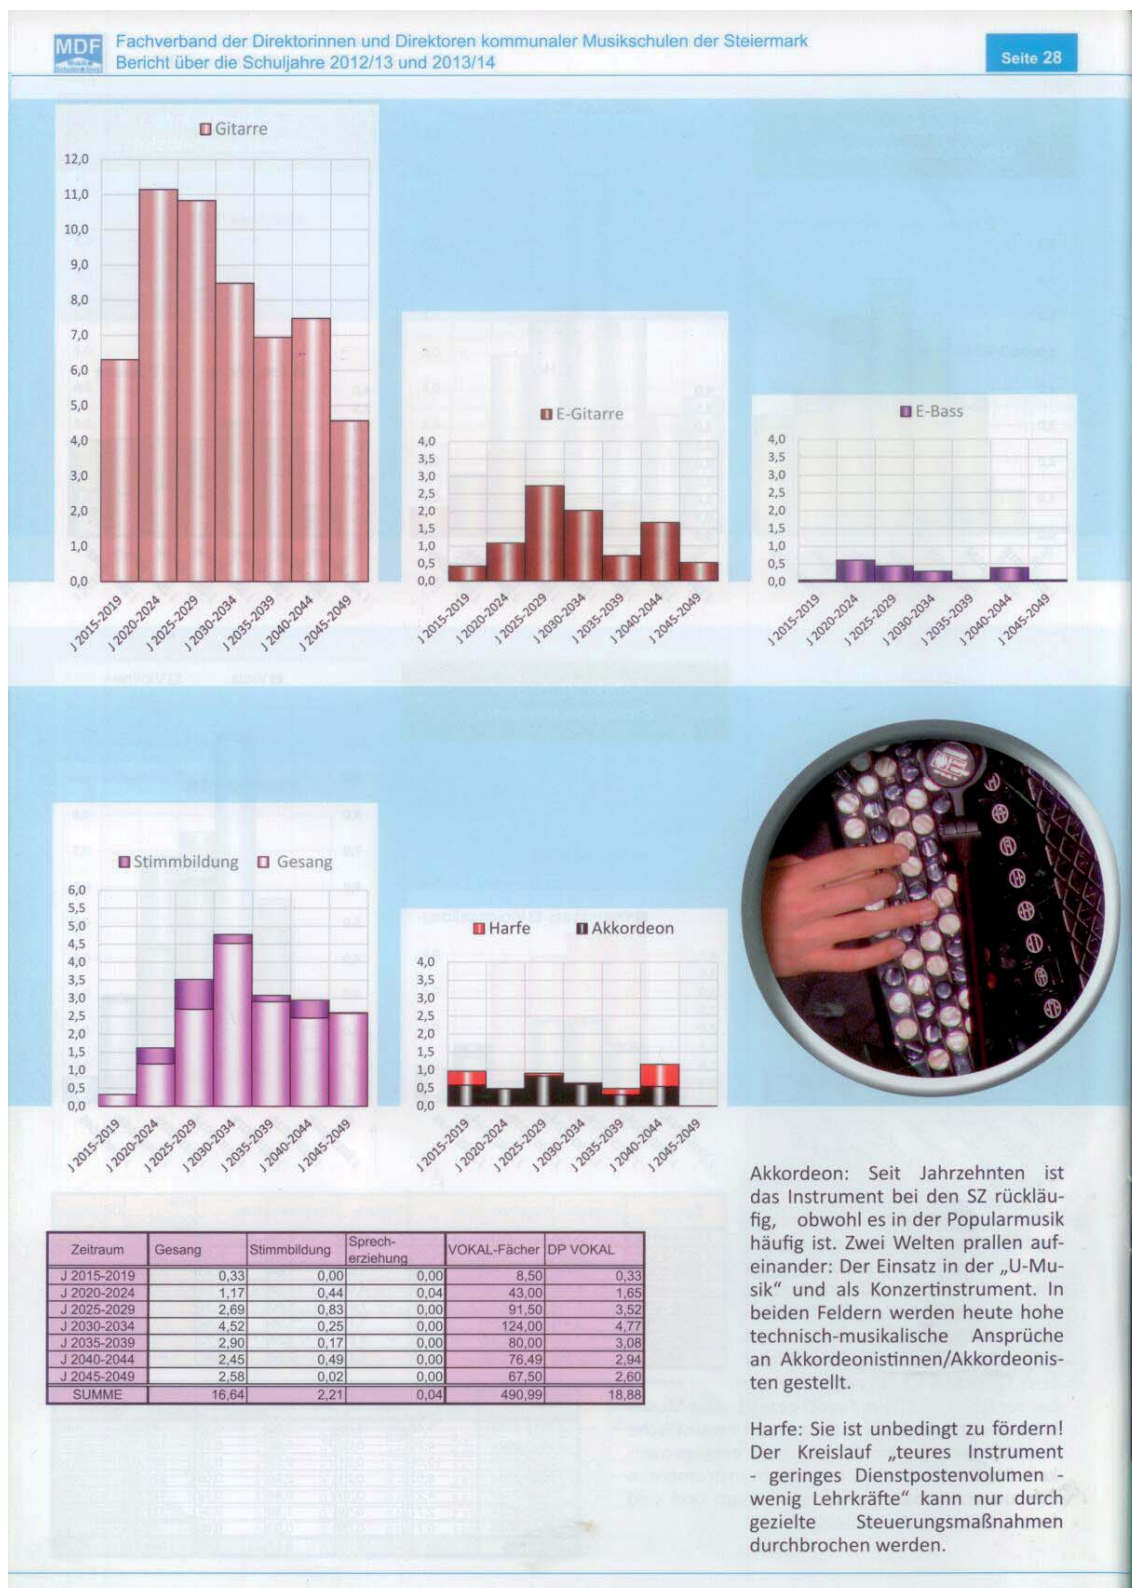 MDF
Fachverband der Direktorinnen und Direktoren kommunaler Musikschulen der Steiermark
Bericht über die Schuljahre 2012/13 und 2013/14
Seite 28
Gitarre
12,0
11,0
10,0
9,0
8,0
7,0
6,0
5,0
4,0
3,0
2,0
1,0
0,0
J 2015-2019
J 2020-2024
J 2025-2029
J 2030-2034
J 2035-2039
J 2040-2044
J 2045-2049
E-Gitarre
4,0
3,5
3,0
2,5
2,0
1,5
1,0
0,5
0,0
J 2015-2019
J 2020-2024
J 2025-2029
J 2030-2034
J 2035-2039
J 2040-2044
J 2045-2049
E-Bass
4,0
3,5
3,0
2,5
2,0
1,5
1,0
0,5
0,0
J 2015-2019
J 2020-2024
J 2025-2029
J 2030-2034
J 2035-2039
J 2040-2044
J 2045-2049
Stimmbildung Gesang
6,0
5,5
5,0
4,5
4,0
3,5
3,0
2,5
2,0
1,5
1,0
0,5
0,0
J 2015-2019
J 2020-2024
J 2025-2029
J 2030-2034
J 2035-2039
J 2040-2044
J 2045-2049
Harfe Akkordeon
4,0
3,5
3,0
2,5
2,0
1,5
1,0
0,5
0,0
J 2015-2019
J 2020-2024
J 2025-2029
J 2030-2034
J 2035-2039
J 2040-2044
J 2045-2049
Zeitraum Gesang Stimmbildung Sprech-erziehung VOKAL-Fächer DP VOKAL
J 2015-2019 0,33 0,00 0,00 8,50 0,33
J 2020-2024 1,17 0,44 0,04 43,00 1,65
J 2025-2029 2,69 0,83 0,00 91,50 3,52
J 2030-2034 4,52 0,25 0,00 124,00 4,77
J 2035-2039 2,90 0,17 0,00 80,00 3,08
J 2040-2044 2,45 0,49 0,00 76,49 2,94
J 2045-2049 2,58 0,02 0,00 67,50 2,60
SUMME 16,64 2,21 0,04 490,99 18,88
Akkordeon: Seit Jahrzehnten ist
das Instrument bei den SZ rückläu-
fig, obwohl es in der Popularmusik
häufig ist. Zwei Welten prallen auf-
einander: Der Einsatz in der „U-Mu-
sik" und als Konzertinstrument. In
beiden Feldern werden heute hohe
technisch-musikalische Ansprüche
an Akkordeonistinnen/Akkordeonis-
ten gestellt.
Harfe: Sie ist unbedingt zu fördern!
Der Kreislauf „teures Instrument
- geringes Dienstpostenvolumen -
wenig Lehrkräfte" kann nur durch
gezielte Steuerungsmaßnahmen
durchbrochen werden.